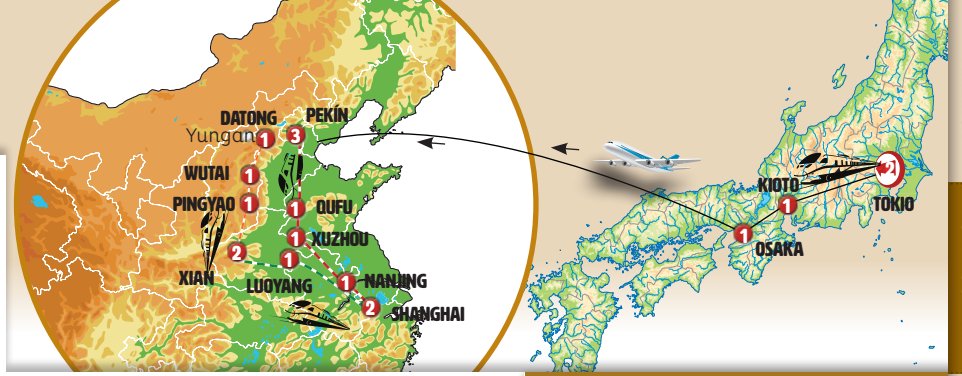 DATONG
PEKÍN
Yungan
1
3
WUTAI
1
PINGYAO
1
1
QUFU
1
XUZHOU
2
XIAN
1
LUOYANG
1
NANJING
2
SHANGHAI
2
TOKIO
KIOTO
1
1
OSAKA